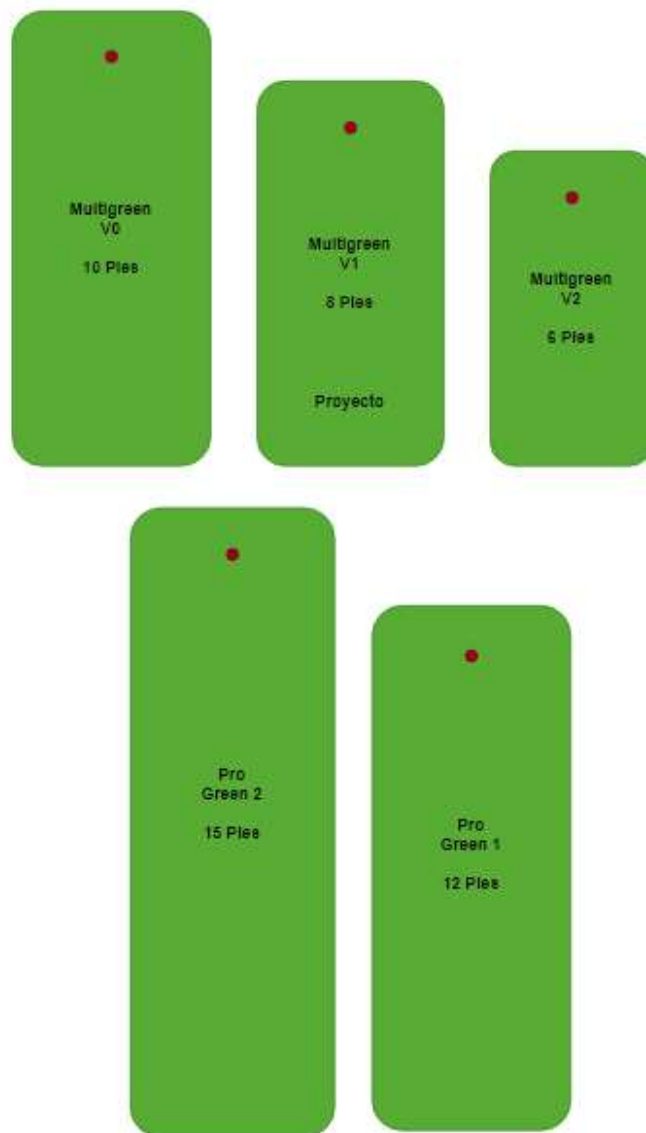 Multigreen
V0
10 Pies
Multigreen
V1
8 Pies
Proyecto
Multigreen
V2
6 Pies
Pro
Green 2
15 Pies
Pro
Green 1
12 Pies